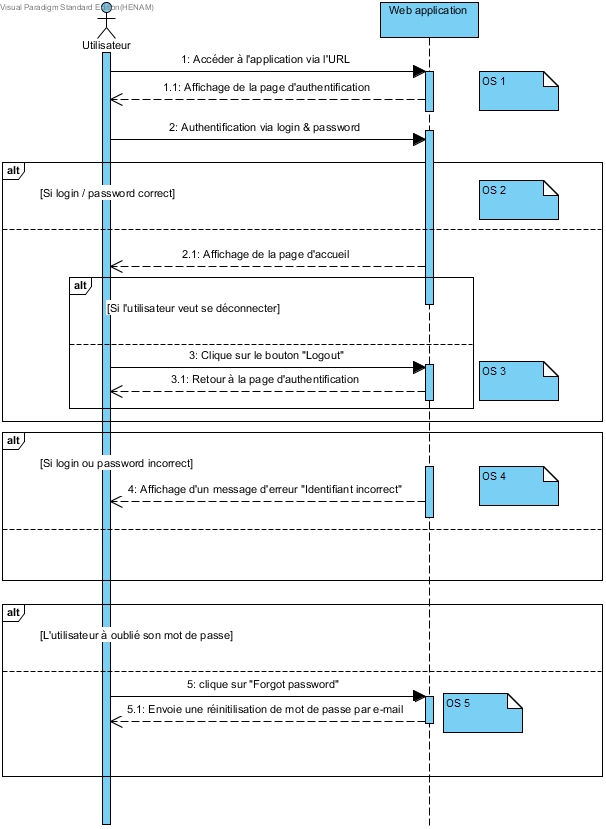 Visual Paradigm Standard Edition(HENAM)
Web application
Utilisateur
1: Accéder à l'application via l'URL
OS 1
1.1: Affichage de la page d'authentification
2: Authentification via login & password
alt
[Si login / password correct]
OS 2
2.1: Affichage de la page d'accueil
alt
[Si l'utilisateur veut se déconnecter]
3: Clique sur le bouton "Logout"
OS 3
3.1: Retour à la page d'authentification
alt
[Si login ou password incorrect]
OS 4
4: Affichage d'un message d'erreur "Identifiant incorrect"
alt
[L'utilisateur à oublié son mot de passe]
5: clique sur "Forgot password"
OS 5
5.1: Envoie une réinitilisation de mot de passe par e-mail